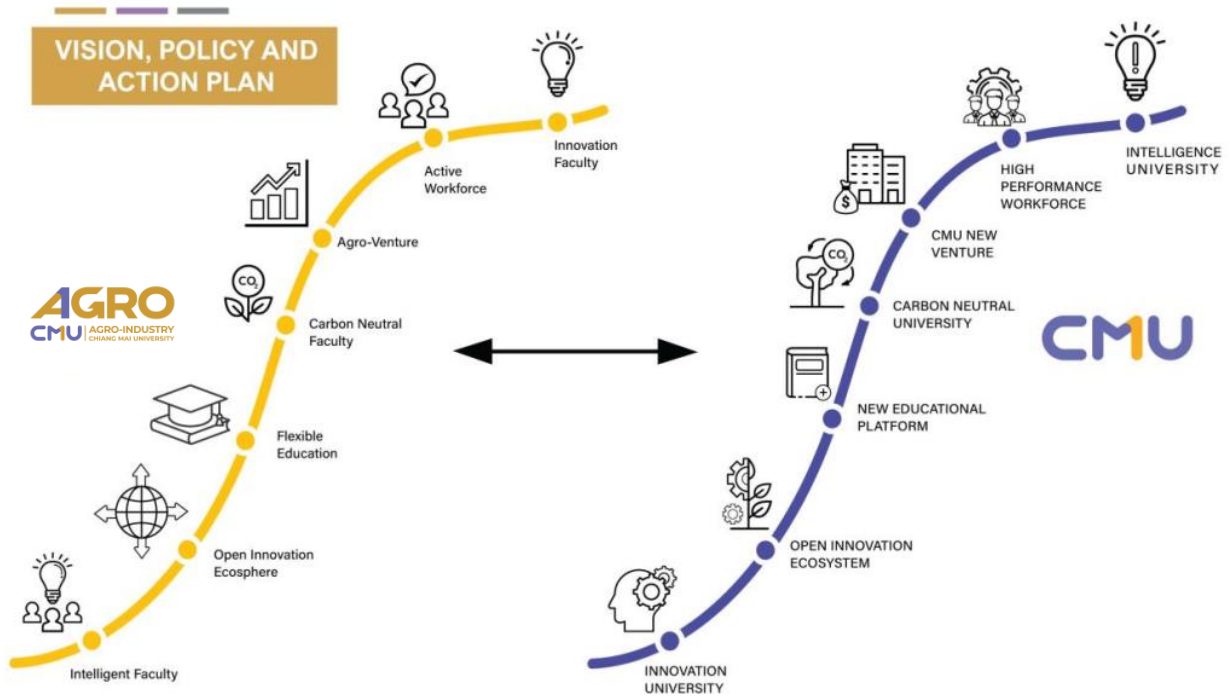 VISION, POLICY AND
ACTION PLAN
Innovation
Faculty
Active
Workforce
Agro-Venture
CO₂
Carbon Neutral
Faculty
Flexible
Education
Open Innovation
Ecosphere
Intelligent Faculty
AGRO
CMU AGRO-INDUSTRY
CHIANG MAI UNIVERSITY
INTELLIGENCE
UNIVERSITY
HIGH
PERFORMANCE
WORKFORCE
$
CMU NEW
VENTURE
CO₂
CARBON NEUTRAL
UNIVERSITY
NEW EDUCATIONAL
PLATFORM
OPEN INNOVATION
ECOSYSTEM
INNOVATION
UNIVERSITY
CMU